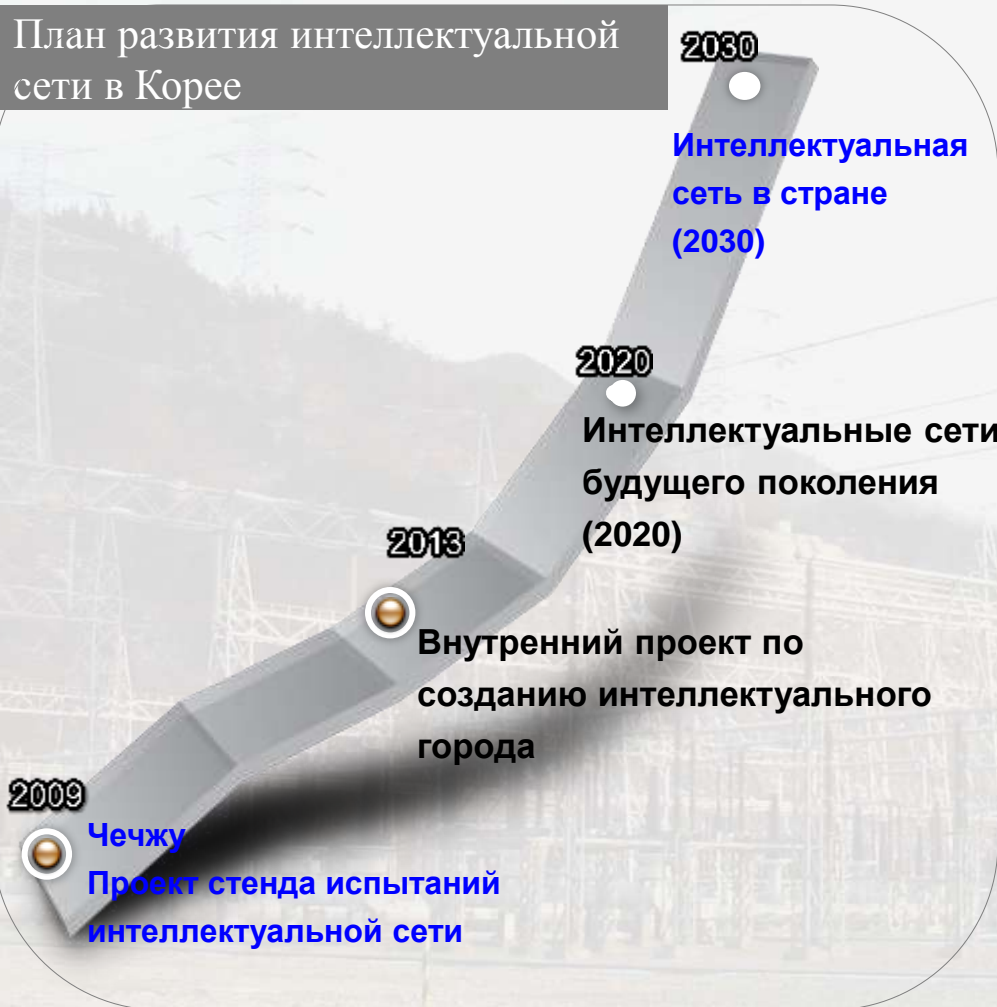 План развития интеллектуальной
сети в Корее
2030
Интеллектуальная
сеть в стране
(2030)
2020
Интеллектуальные сети
будущего поколения
(2020)
2013
Внутренний проект по
созданию интеллектуального
города
2009
Чечжу
Проект стенда испытаний
интеллектуальной сети